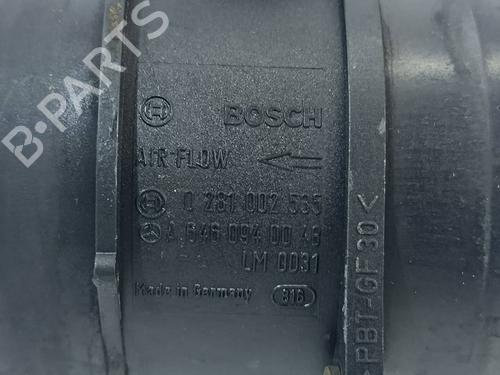 BOSCH
AIR FLOW
0 281 002 535
A 646 094 00 48
LM 0031
Made in Germany 816
>PBT-GF30<
B-PARTS